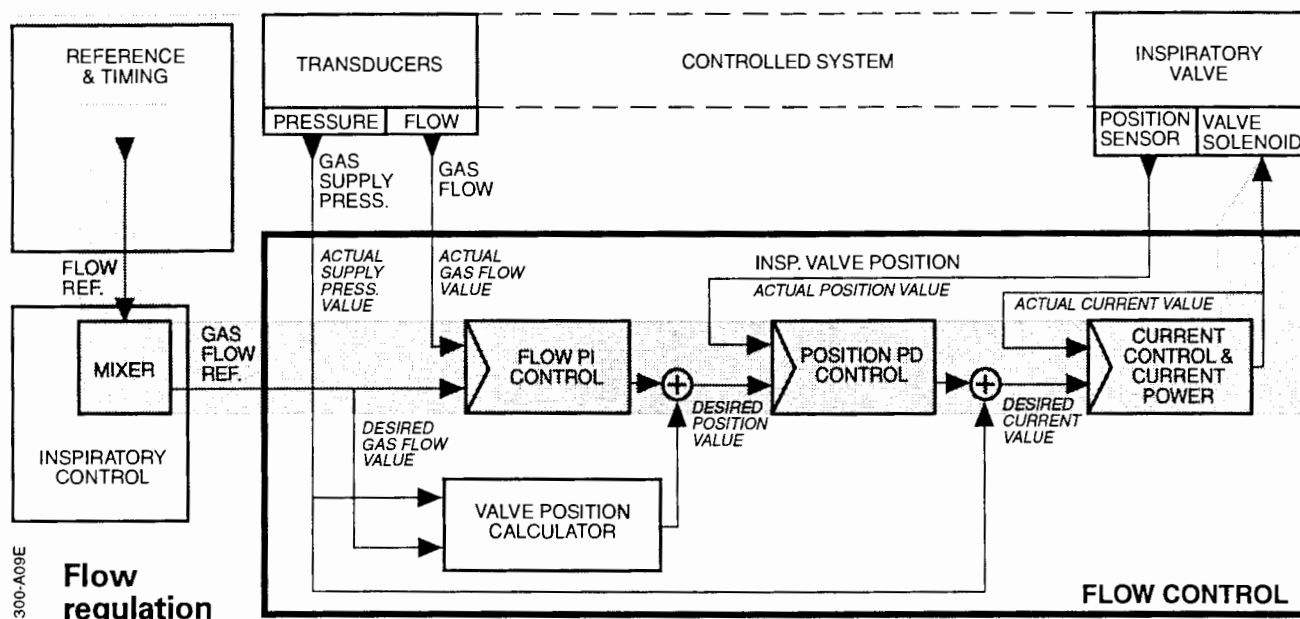 REFERENCE
& TIMING
TRANSDUCERS
PRESSURE
FLOW
CONTROLLED SYSTEM
INSPIRATORY
VALVE
POSITION
SENSOR
VALVE
SOLENOID
GAS
SUPPLY
PRESS.
GAS
FLOW
FLOW
REF.
ACTUAL
SUPPLY
PRESS.
VALUE
ACTUAL
GAS FLOW
VALUE
INSP. VALVE POSITION
ACTUAL POSITION VALUE
ACTUAL CURRENT VALUE
MIXER
GAS
FLOW
REF.
FLOW PI
CONTROL
+
POSITION PD
CONTROL
+
CURRENT
CONTROL &
CURRENT
POWER
DESIRED
POSITION
VALUE
DESIRED
CURRENT
VALUE
INSPIRATORY
CONTROL
DESIRED
GAS FLOW
VALUE
VALVE POSITION
CALCULATOR
300-A09E
Flow
regulation
FLOW CONTROL